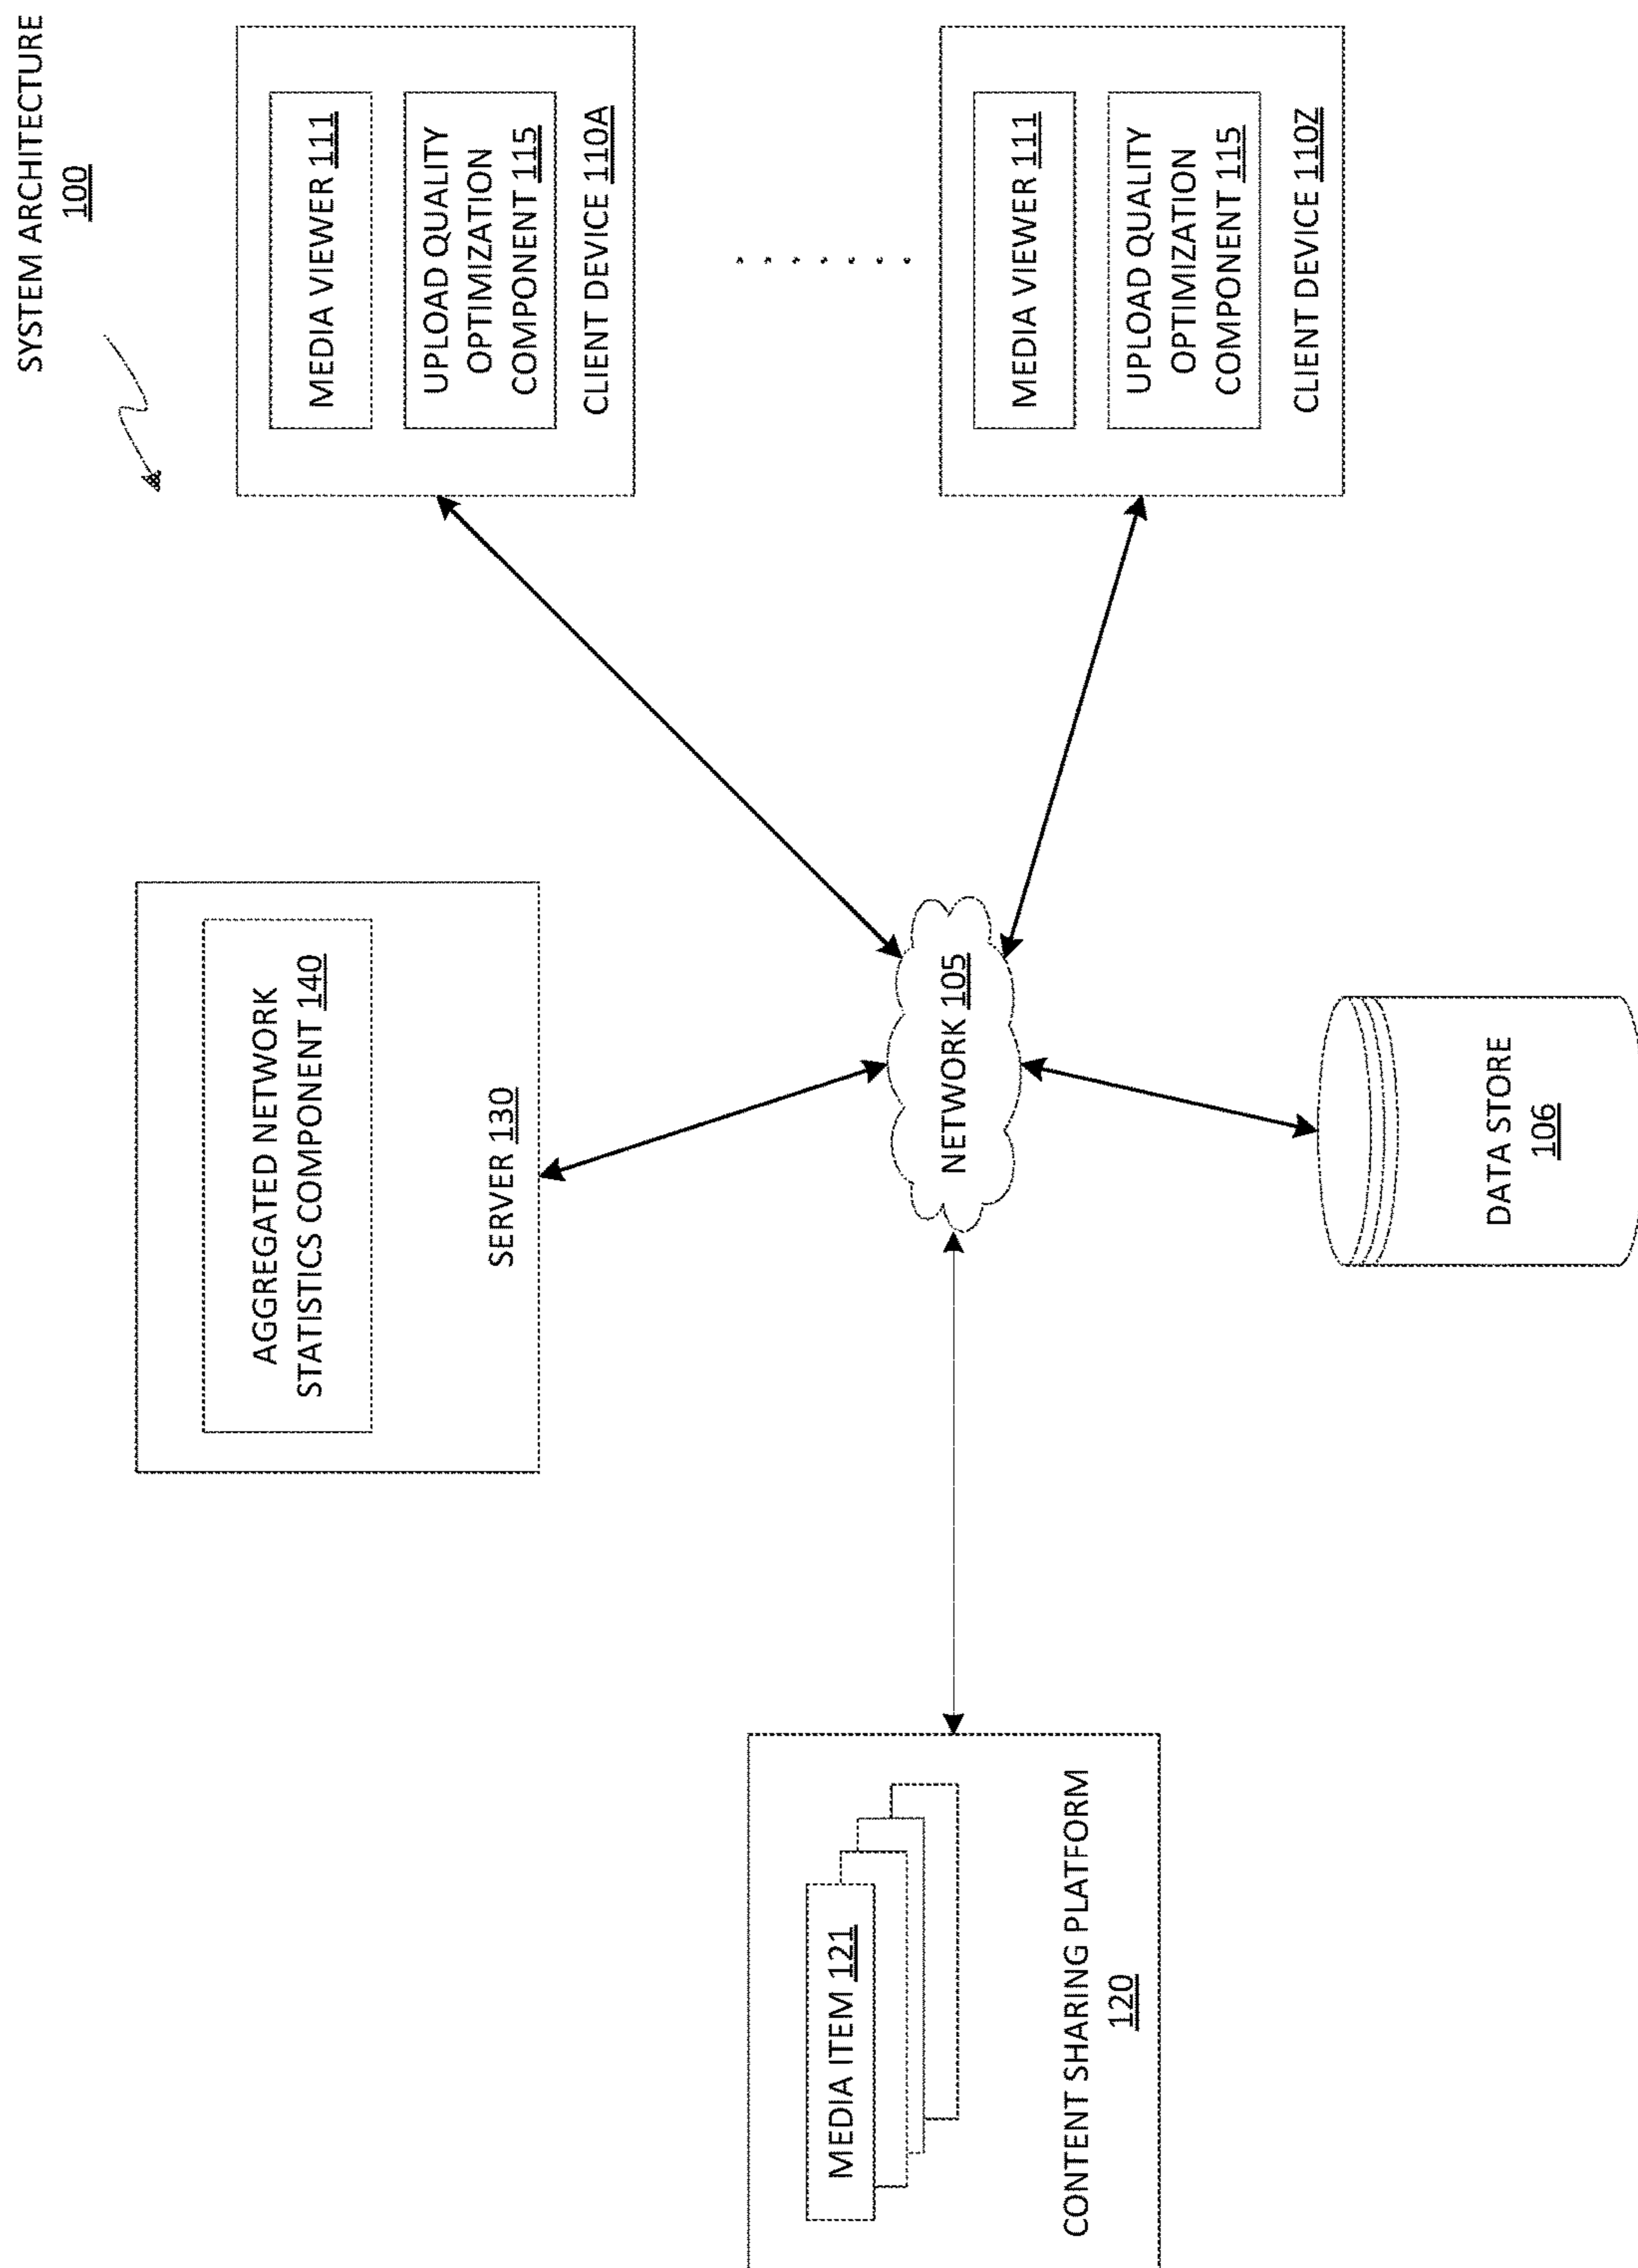 SYSTEM ARCHITECTURE
100
AGGREGATED NETWORK
STATISTICS COMPONENT 140
SERVER 130
MEDIA VIEWER 111
UPLOAD QUALITY
OPTIMIZATION
COMPONENT 115
CLIENT DEVICE 110A
MEDIA ITEM 121
CONTENT SHARING PLATFORM
120
NETWORK 105
MEDIA VIEWER 111
UPLOAD QUALITY
OPTIMIZATION
COMPONENT 115
CLIENT DEVICE 110Z
DATA STORE
106